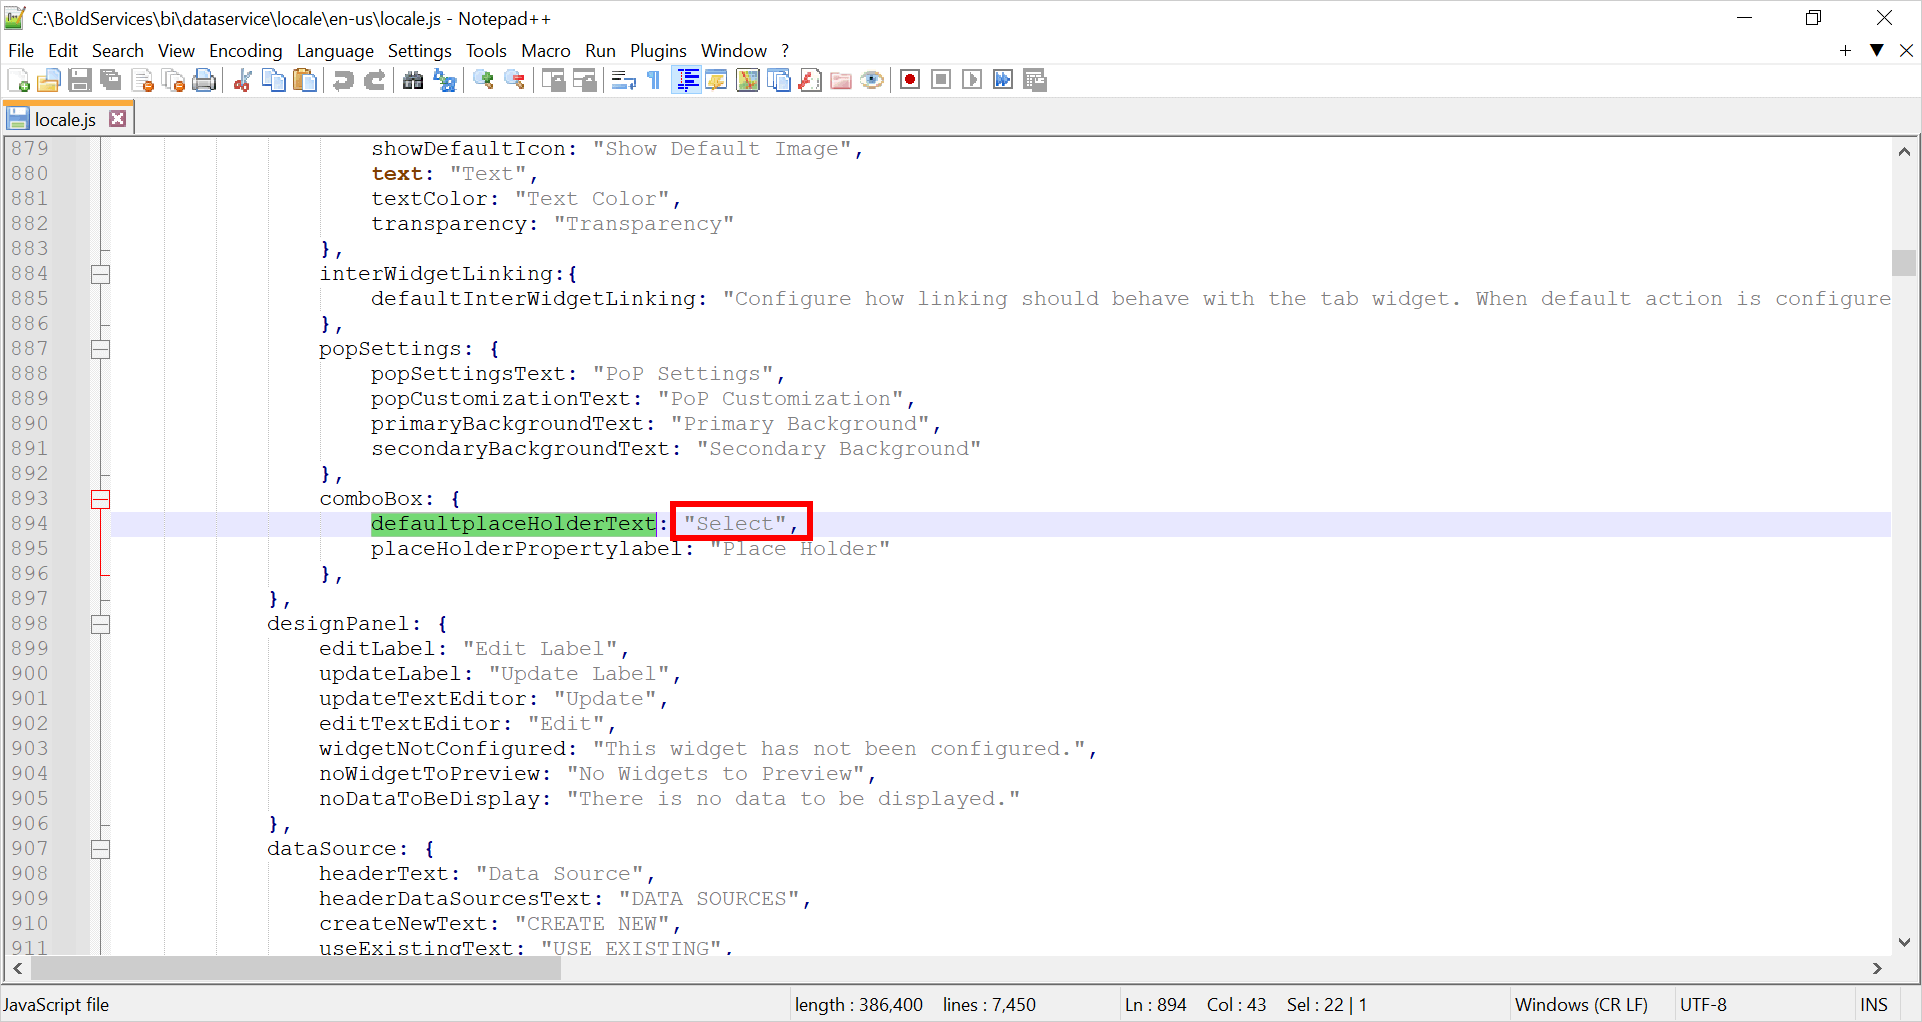 C:\BoldServices\bi\dataservice\locale\en-us\locale.js - Notepad++
File Edit Search View Encoding Language Settings Tools Macro Run Plugins Window ?
locale.js
879 showDefaultIcon: "Show Default Image",
880 text: "Text",
881 textColor: "Text Color",
882 transparency: "Transparency"
883 },
884 interWidgetLinking:{
885 defaultInterWidgetLinking: "Configure how linking should behave with the tab widget. When default action is configure
886 },
887 popSettings: {
888 popSettingsText: "PoP Settings",
889 popCustomizationText: "PoP Customization",
890 primaryBackgroundText: "Primary Background",
891 secondaryBackgroundText: "Secondary Background"
892 },
893 comboBox: {
894 defaultplaceHolderText: "Select",
895 placeHolderPropertylabel: "Place Holder"
896 },
897 },
898 designPanel: {
899 editLabel: "Edit Label",
900 updateLabel: "Update Label",
901 updateTextEditor: "Update",
902 editTextEditor: "Edit",
903 widgetNotConfigured: "This widget has not been configured.",
904 noWidgetToPreview: "No Widgets to Preview",
905 noDataToBeDisplay: "There is no data to be displayed."
906 },
907 dataSource: {
908 headerText: "Data Source",
909 headerDataSourcesText: "DATA SOURCES",
910 createNewText: "CREATE NEW",
911 useExistingText: "USE EXISTING",
JavaScript file length : 386,400 lines : 7,450 Ln : 894 Col : 43 Sel : 22 | 1 Windows (CR LF) UTF-8 INS